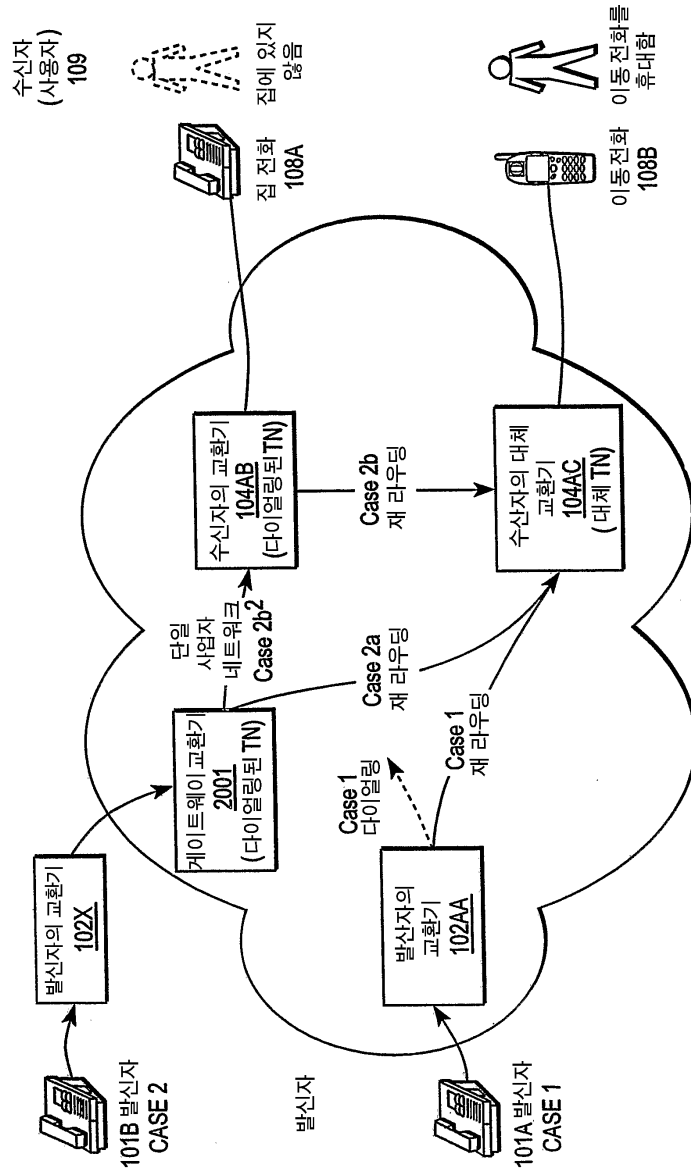 101A 발신자
CASE 1
발신자
101B 발신자
CASE 2
발산자의
교환기
102AA
발신자의 교환기
102X
Case 1
다이얼링
Case 1
재 라우딩
게이트웨이 교환기
2001
(다이얼링된 TN)
Case 2a
재 라우딩
단일
사업자
네트워크
Case 2b²
수산자의 대체
교환기
104AC
( 대체 TN)
Case 2b
재 라우딩
수신자의 교환기
104AB
(다이얼링된 TN)
이동 전화
108B
이동 전화를
휴대함
집 전화
108A
집에 있지
않음
수신자
(사용자)
109